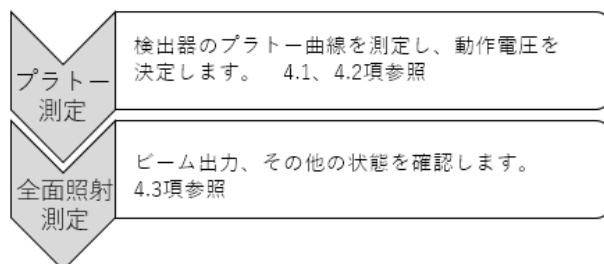 プラトー
測定
検出器のプラトー曲線を測定し、動作電圧を
決定します。　4.1、4.2項参照
全面照射
測定
ビーム出力、その他の状態を確認します。
4.3項参照